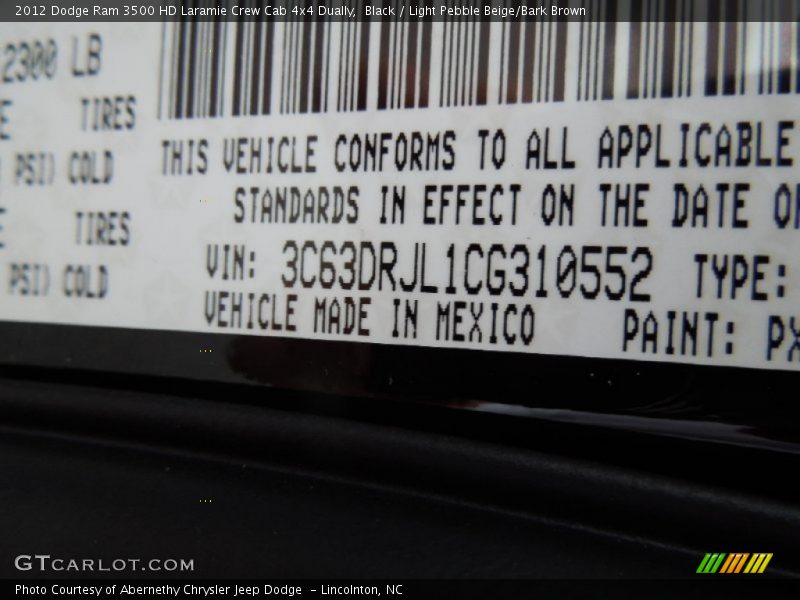 2012 Dodge Ram 3500 HD Laramie Crew Cab 4x4 Dually, Black / Light Pebble Beige/Bark Brown
2300 LB
TIRES
PSI) COLD
TIRES
PSI) COLD
THIS VEHICLE CONFORMS TO ALL APPLICABLE
STANDARDS IN EFFECT ON THE DATE
VIN: 3C63DRJL1CG310552 TYPE:
VEHICLE MADE IN MEXICO PAINT: PX
GTCARLOT.COM
Photo Courtesy of Abernethy Chrysler Jeep Dodge - Lincolnton, NC